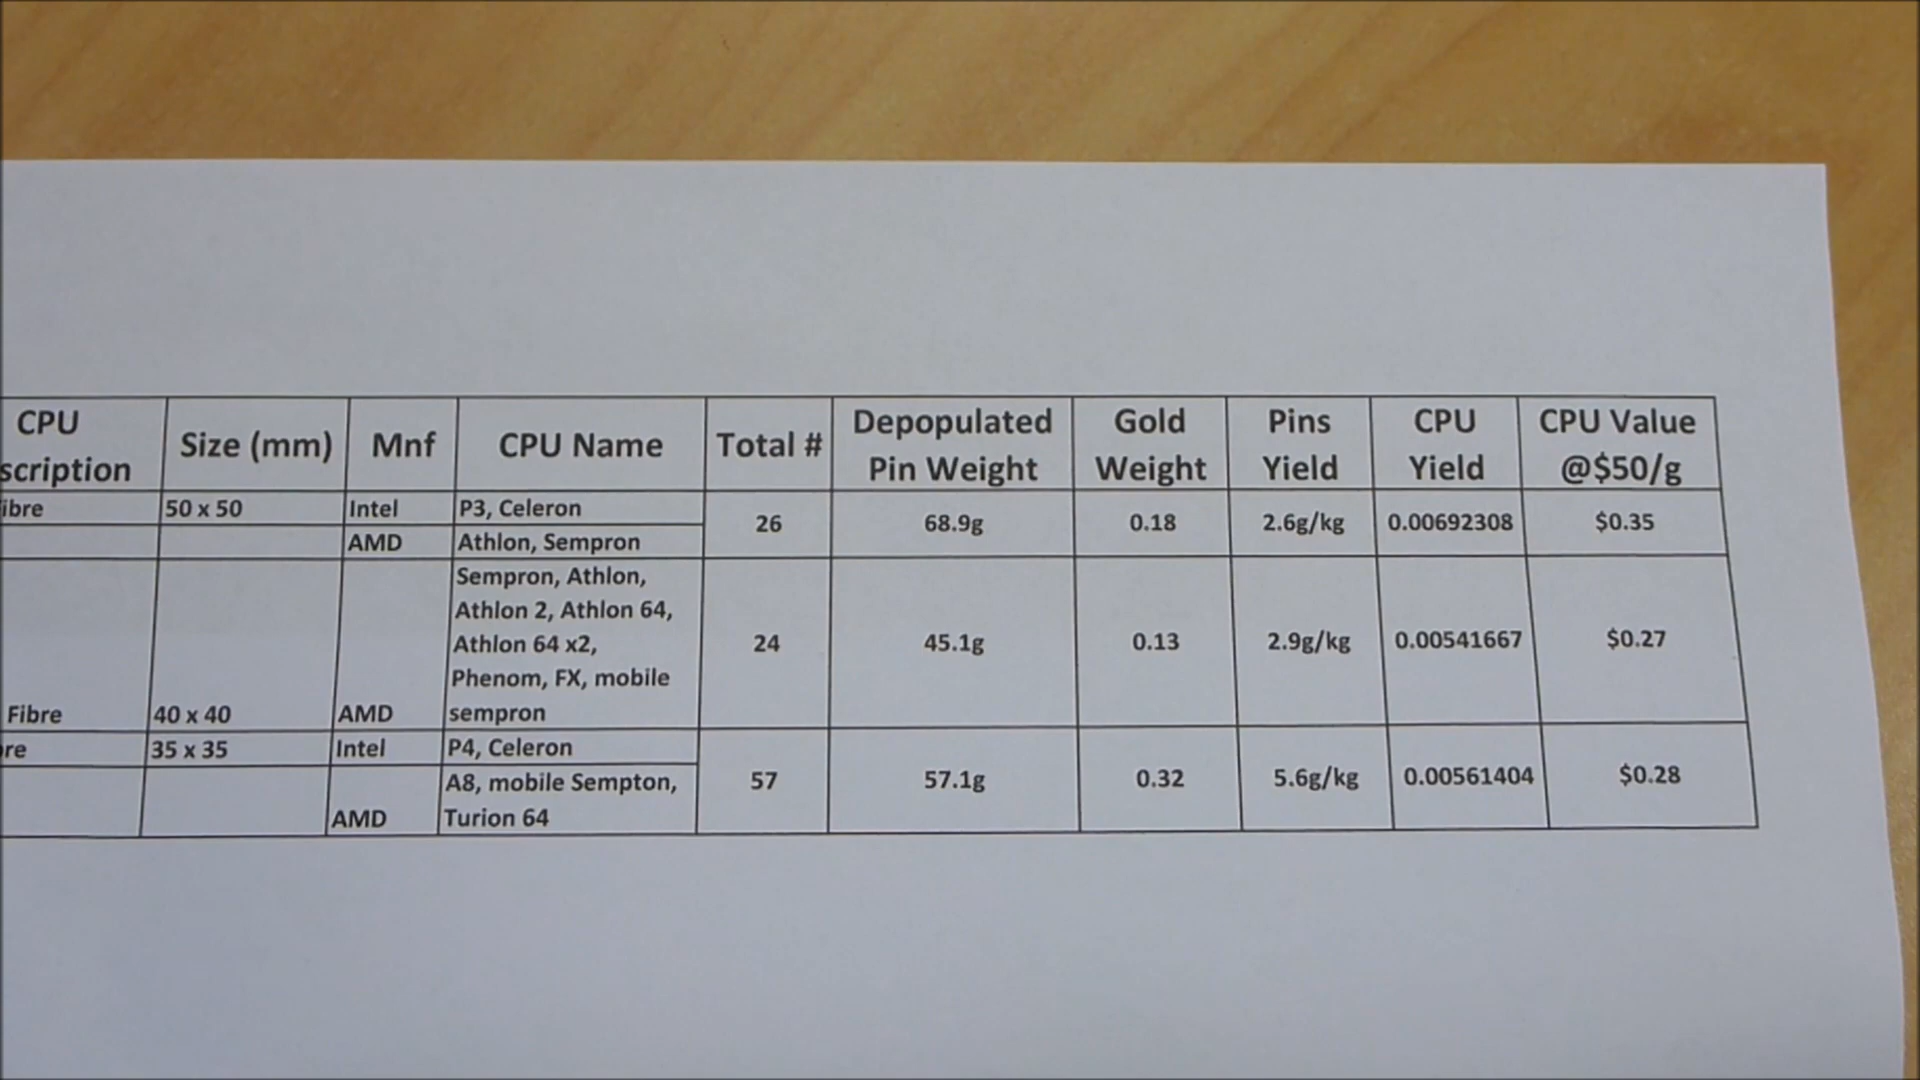 CPU
scription
Size (mm)
Mnf
CPU Name
Total #
Depopulated
Pin Weight
Gold
Weight
Pins
Yield
CPU
Yield
CPU Value
@$50/g
ibre
50 x 50
Intel
P3, Celeron
AMD
Athlon, Sempron
26
68.9g
0.18
2.6g/kg
0.00692308
$0.35
Fibre
40 x 40
AMD
Sempron, Athlon,
Athlon 2, Athlon 64,
Athlon 64 x2,
Phenom, FX, mobile
sempron
24
45.1g
0.13
2.9g/kg
0.00541667
$0.27
re
35 x 35
Intel
P4, Celeron
AMD
A8, mobile Sempton,
Turion 64
57
57.1g
0.32
5.6g/kg
0.00561404
$0.28